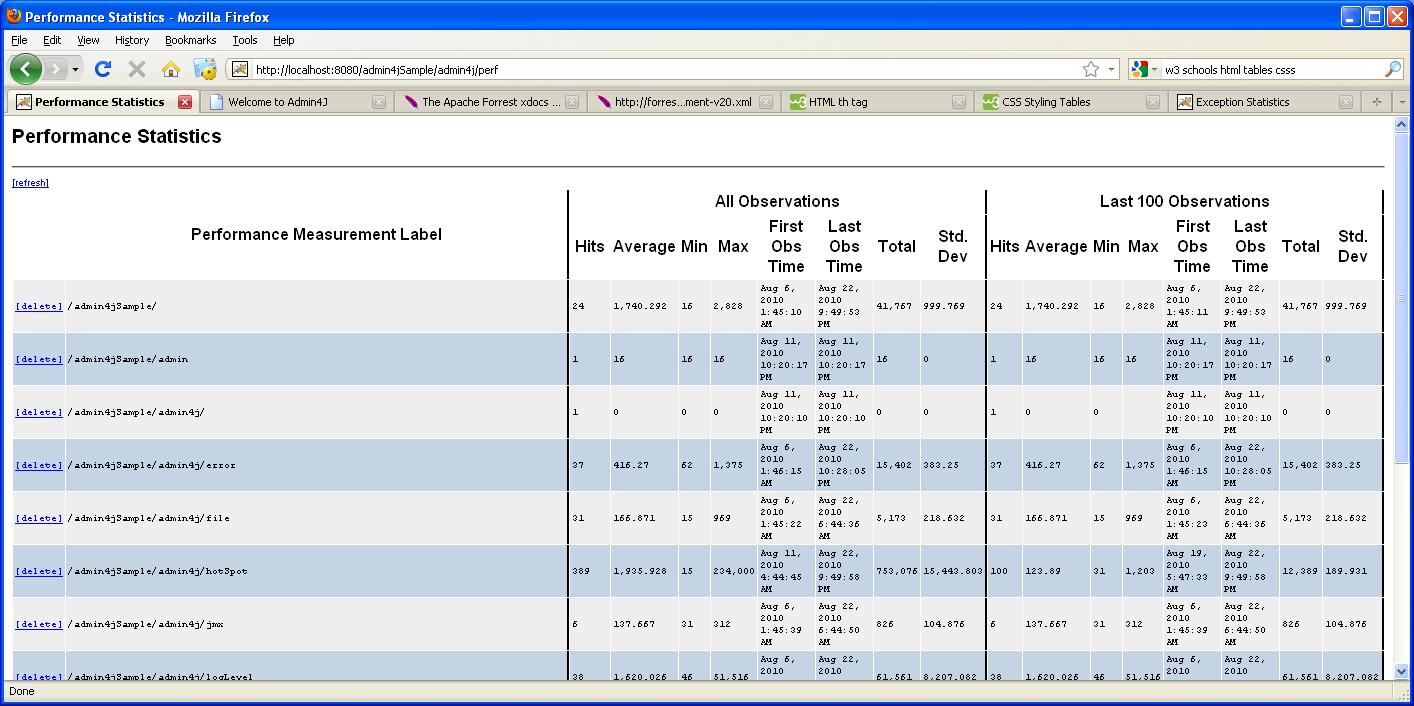 Performance Statistics - Mozilla Firefox
File Edit View History Bookmarks Tools Help
http://localhost:8080/admin4jSample/admin4j/perf
w3 schools html tables csss
Performance Statistics
Welcome to Admin4J
The Apache Forrest xdocs ...
http://forres...ment-v20.xml
HTML th tag
CSS Styling Tables
Exception Statistics
Performance Statistics
[refresh]
All Observations Last 100 Observations
Performance Measurement Label Hits Average Min Max First Obs Time Last Obs Time Total Std. Dev Hits Average Min Max First Obs Time Last Obs Time Total Std. Dev
[delete] /admin4jSample/ 24 1,740.292 16 2,828 Aug 6, 2010 1:45:10 AM Aug 22, 2010 9:49:53 PM 41,767 999.769 24 1,740.292 16 2,828 Aug 6, 2010 1:45:11 AM Aug 22, 2010 9:49:53 PM 41,767 999.769
[delete] /admin4jSample/admin 1 16 16 16 Aug 11, 2010 10:20:17 PM Aug 11, 2010 10:20:17 PM 16 0 1 16 16 16 Aug 11, 2010 10:20:17 PM Aug 11, 2010 10:20:17 PM 16 0
[delete] /admin4jSample/admin4j/ 1 0 0 0 Aug 11, 2010 10:20:10 PM Aug 11, 2010 10:20:10 PM 0 0 1 0 0 Aug 11, 2010 10:20:10 PM Aug 11, 2010 10:20:10 PM 0 0
[delete] /admin4jSample/admin4j/error 37 416.27 62 1,375 Aug 6, 2010 1:46:15 AM Aug 22, 2010 10:28:05 PM 15,402 383.25 37 416.27 62 1,375 Aug 6, 2010 1:46:15 AM Aug 22, 2010 10:28:05 PM 15,402 383.25
[delete] /admin4jSample/admin4j/file 31 166.871 15 969 Aug 6, 2010 1:45:22 AM Aug 22, 2010 6:44:36 AM 5,173 218.632 31 166.871 15 969 Aug 6, 2010 1:45:23 AM Aug 22, 2010 6:44:36 AM 5,173 218.632
[delete] /admin4jSample/admin4j/hotSpot 389 1,935.928 15 234,000 Aug 11, 2010 4:44:45 AM Aug 22, 2010 9:49:58 PM 753,076 15,443.803 100 123.89 31 1,203 Aug 19, 2010 5:47:33 AM Aug 22, 2010 9:49:58 PM 12,389 189.931
[delete] /admin4jSample/admin4j/jmx 6 137.667 31 312 Aug 6, 2010 1:45:39 AM Aug 22, 2010 6:44:50 AM 826 104.876 6 137.667 31 312 Aug 6, 2010 1:45:39 AM Aug 22, 2010 6:44:50 AM 826 104.876
[delete] /admin4jSample/admin4j/logLevel 38 1,620.026 46 51,516 Aug 6, 2010 Aug 22, 2010 61,561 8,207.082 38 1,620.026 46 51,516 Aug 6, 2010 Aug 22, 2010 61,561 8,207.082
Done